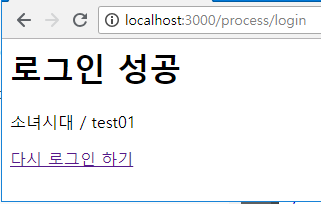 localhost:3000/process/login
로그인 성공
소녀시대 / test01
다시 로그인 하기